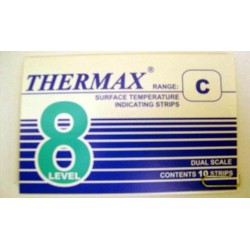 THERMAX®
RANGE: C
SURFACE TEMPERATURE
INDICATING STRIPS
8
LEVEL
DUAL SCALE
CONTENTS 10 STRIPS